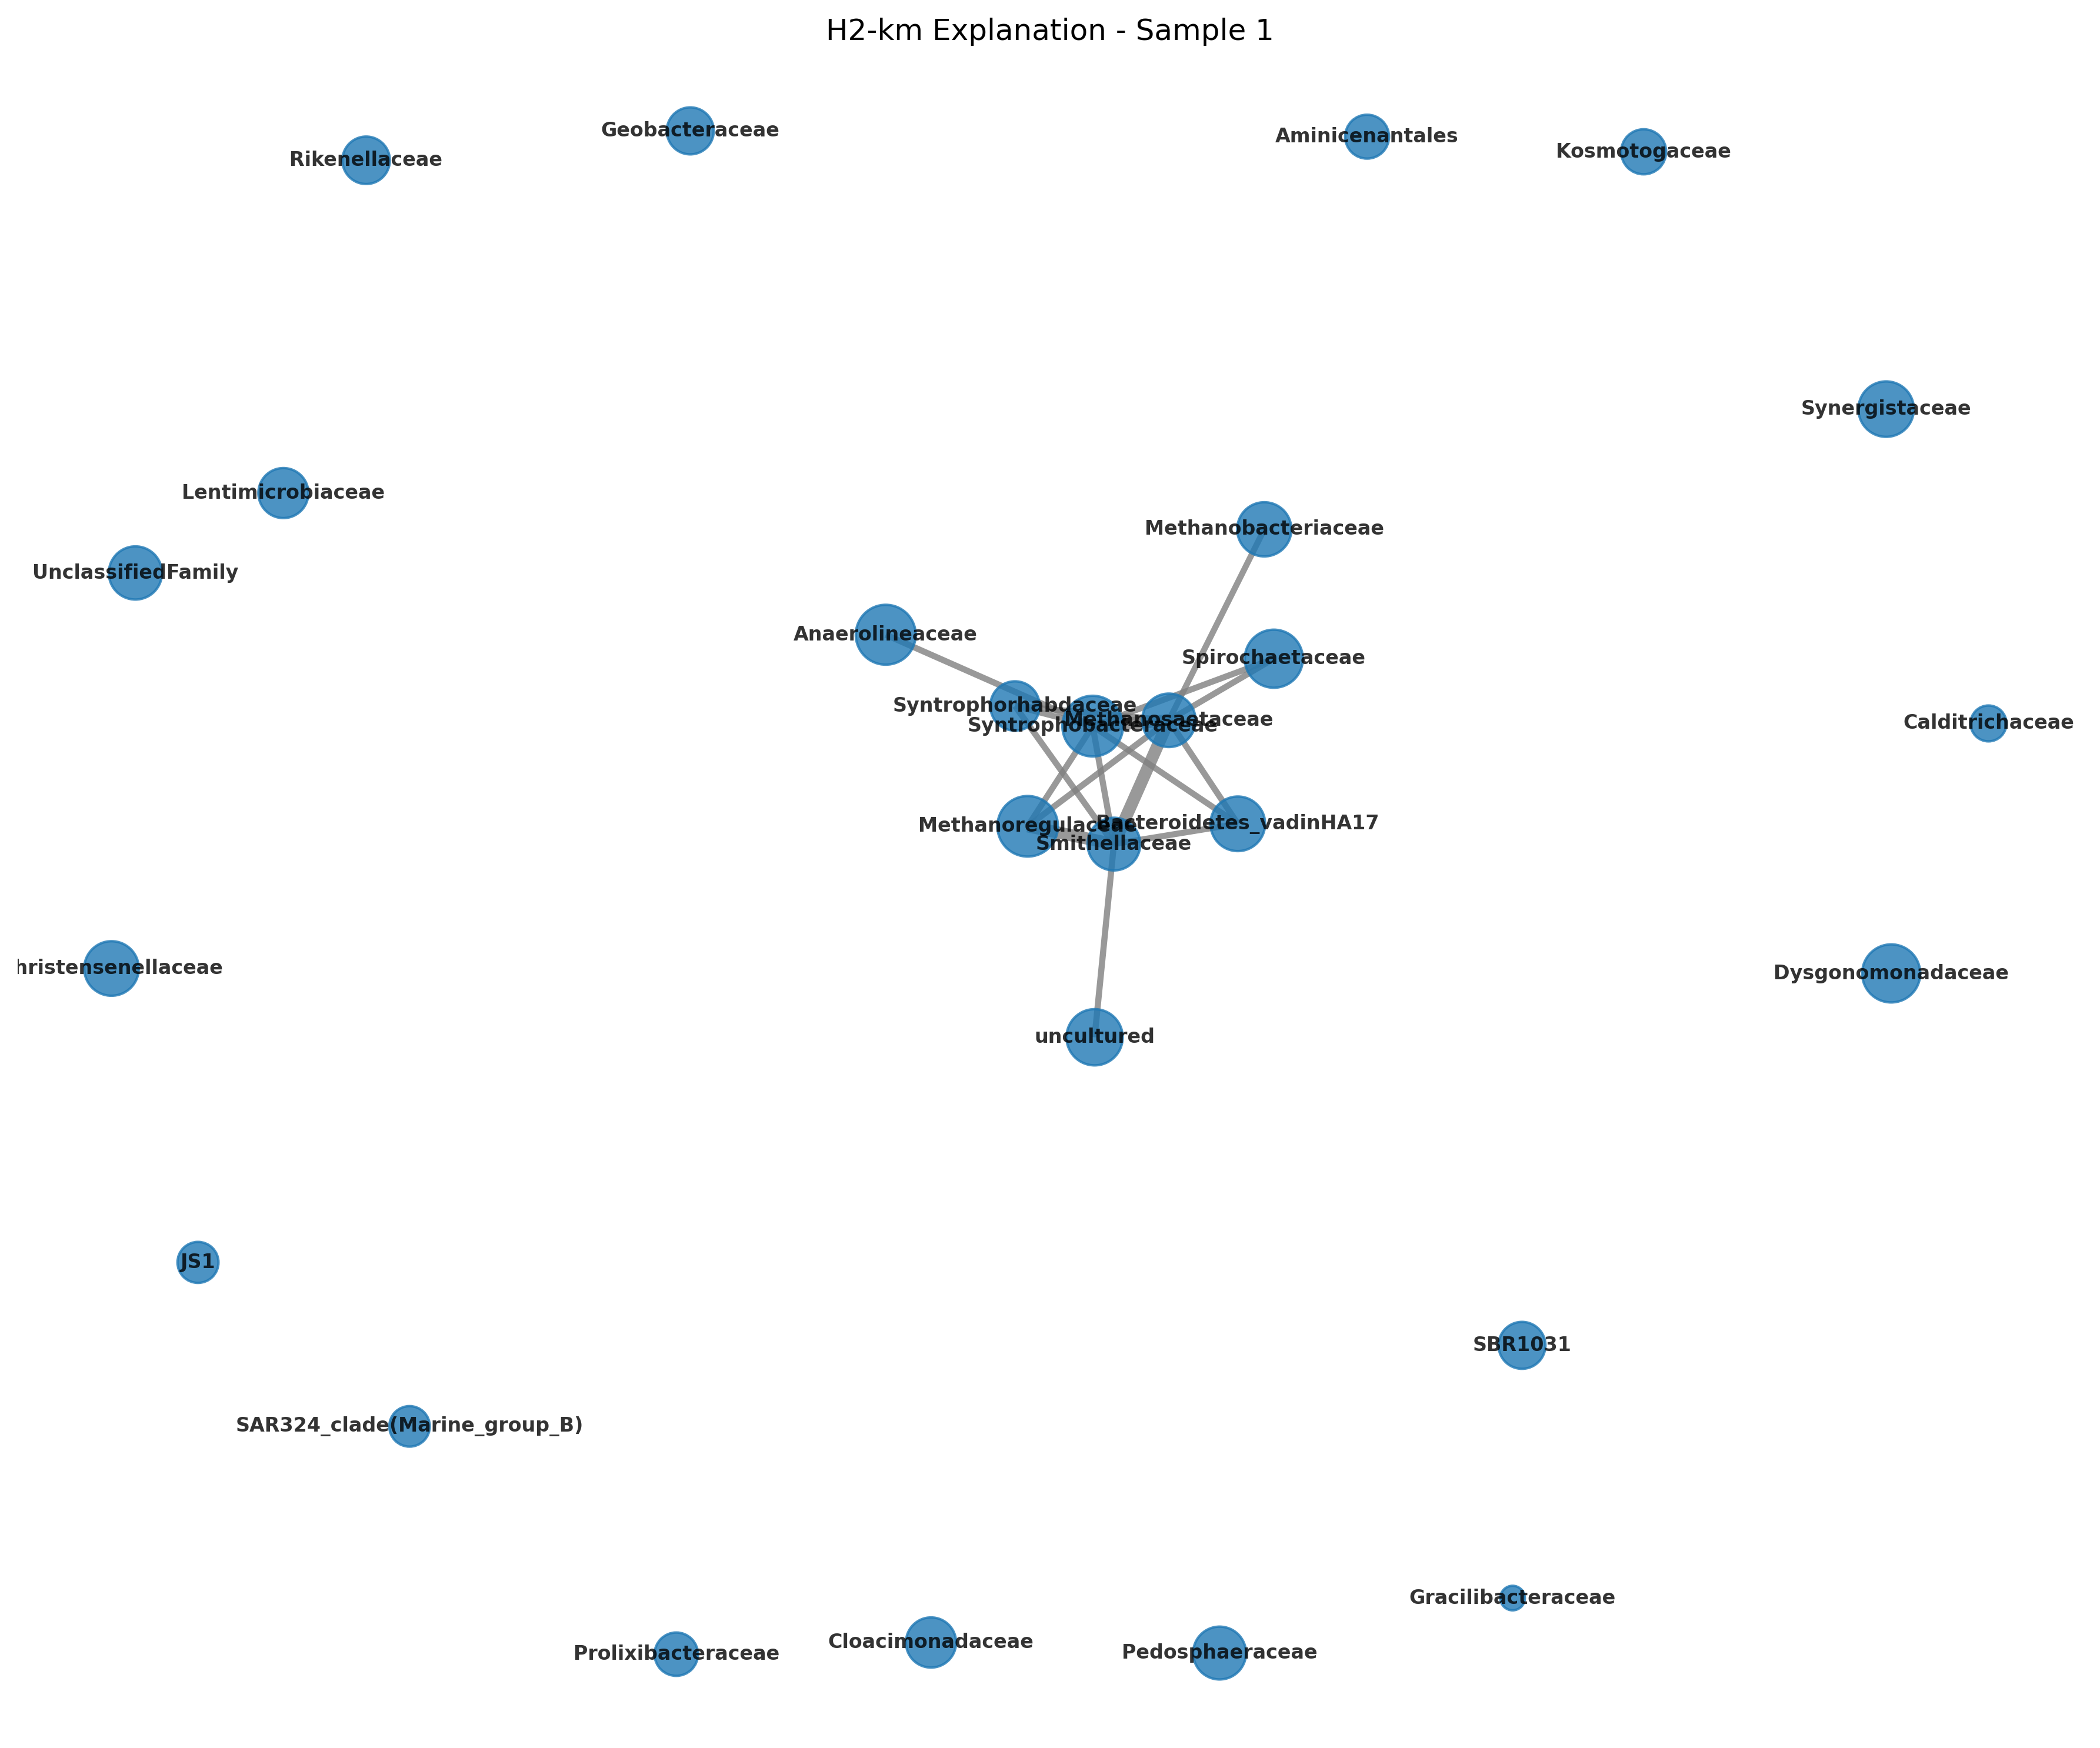 H2-km Explanation - Sample 1
Geobacteraceae
Aminicenantales
Kosmotogaceae
Rikenellaceae
Synergistaceae
Lentimicrobiaceae
Methanobacteriaceae
UnclassifiedFamily
Anaerolineaceae
Spirochaetaceae
Syntrophorhabdaceae
Methanosaetaceae
Syntrophobacteraceae
Calditrichaceae
Bacteroidetes_vadinHA17
Methanoregulaceae
Smithellaceae
hristensenellaceae
Dysgonomonadaceae
uncultured
JS1
SBR1031
SAR324_clade(Marine_group_B)
Gracilibacteraceae
Cloacimonadaceae
Pedosphaeraceae
Prolixibacteraceae